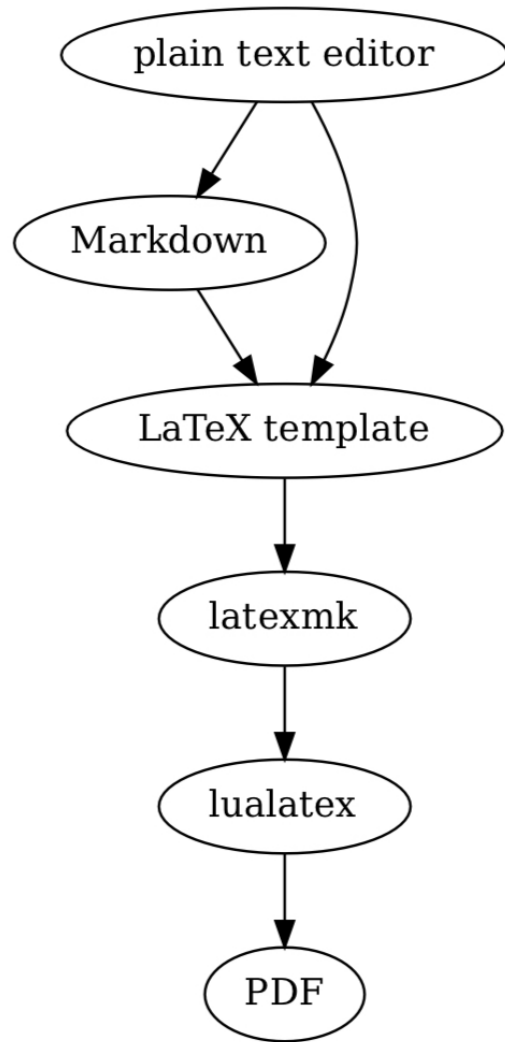 plain text editor
Markdown
LaTeX template
latexmk
lualatex
PDF